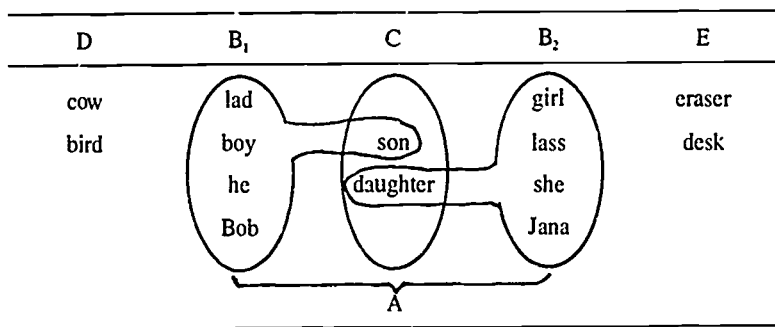 D B₁ C B₂ E
cow lad girl eraser
bird boy son lass desk
he daughter she
Bob Jana
A